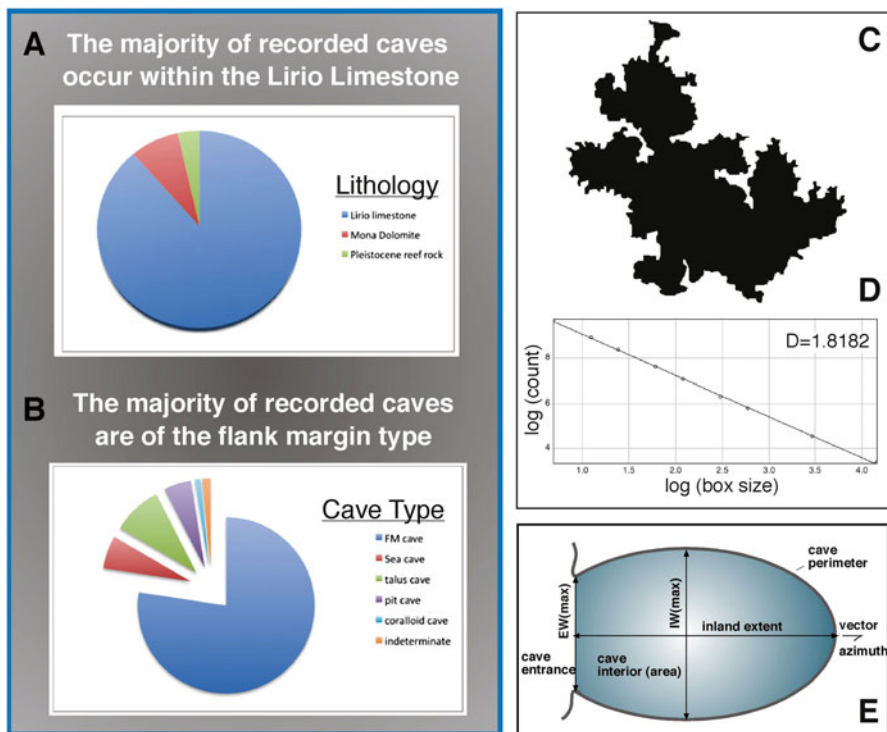 A
The majority of recorded caves
occur within the Lirio Limestone
Lithology
Lirio limestone
Mona Dolomite
Pleistocene reef rock
B
The majority of recorded caves
are of the flank margin type
Cave Type
FM cave
Sea cave
talus cave
pit cave
coralloid cave
indeterminate
C
D
D=1.8182
log (count)
8
6
4
1.0 1.5 2.0 2.5 3.0 3.5 4.0
log (box size)
cave
perimeter
EW(max)
IW(max)
inland extent
vector
azimuth
cave
entrance
cave
interior (area)
E